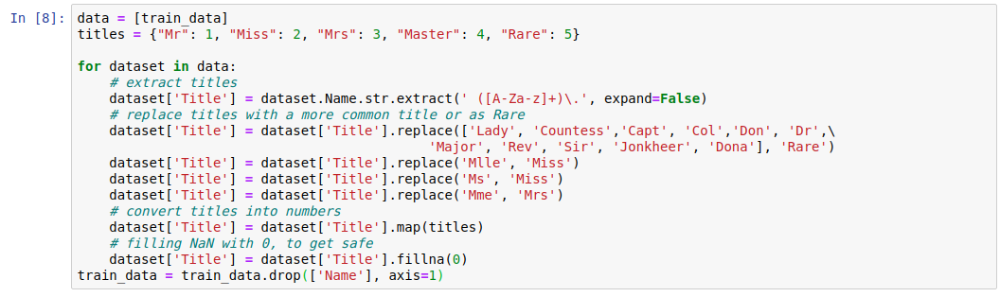 In [8]: data = [train_data]
titles = {"Mr": 1, "Miss": 2, "Mrs": 3, "Master": 4, "Rare": 5}

for dataset in data:
    # extract titles
    dataset['Title'] = dataset.Name.str.extract(' ([A-Za-z]+)\.', expand=False)
    # replace titles with a more common title or as Rare
    dataset['Title'] = dataset['Title'].replace(['Lady', 'Countess','Capt', 'Col','Don', 'Dr',\
                                            'Major', 'Rev', 'Sir', 'Jonkheer', 'Dona'], 'Rare')
    dataset['Title'] = dataset['Title'].replace('Mlle', 'Miss')
    dataset['Title'] = dataset['Title'].replace('Ms', 'Miss')
    dataset['Title'] = dataset['Title'].replace('Mme', 'Mrs')
    # convert titles into numbers
    dataset['Title'] = dataset['Title'].map(titles)
    # filling NaN with 0, to get safe
    dataset['Title'] = dataset['Title'].fillna(0)
train_data = train_data.drop(['Name'], axis=1)